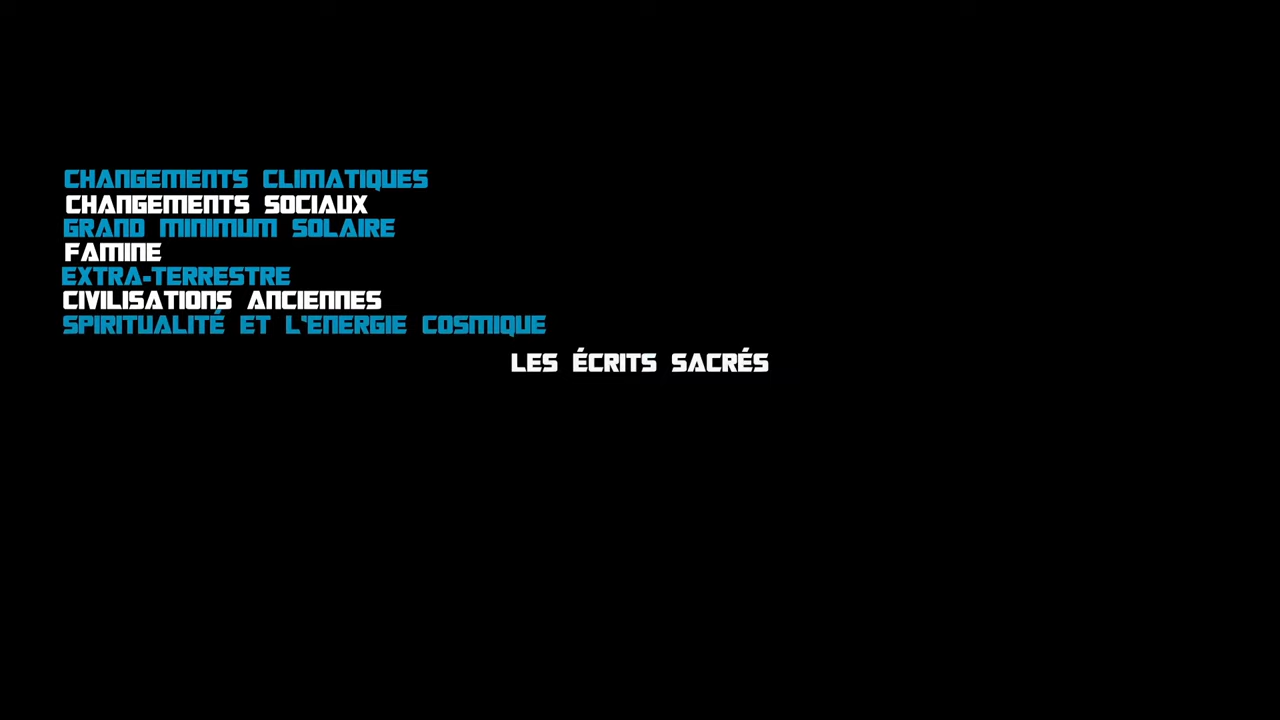 CHANGEMENTS CLIMATIQUES
CHANGEMENTS SOCIAUX
GRAND MINIMUM SOLAIRE
FAMINE
EXTRA-TERRESTRE
CIVILISATIONS ANCIENNES
SPIRITUALITÉ ET L'ENERGIE COSMIQUE
LES ÉCRITS SACRÉS